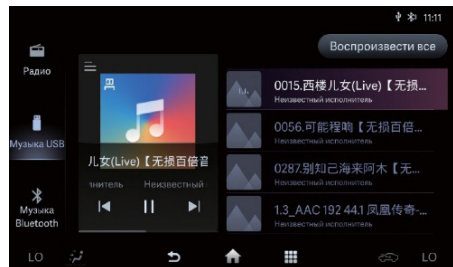 11:11
Радио
Музыка USB
Музыка
Bluetooth
儿女(Live)【无损百倍音
нитель Неизвестный
Воспроизвести все
0015.西楼儿女(Live)【无损...
Неизвестный исполнитель
0056.可能程响【无损百倍...
Неизвестный исполнитель
0287.别知己海来阿木【无...
Неизвестный исполнитель
1.3_AAC 192 44.1 凤凰传奇-...
Неизвестный исполнитель
LO
LO